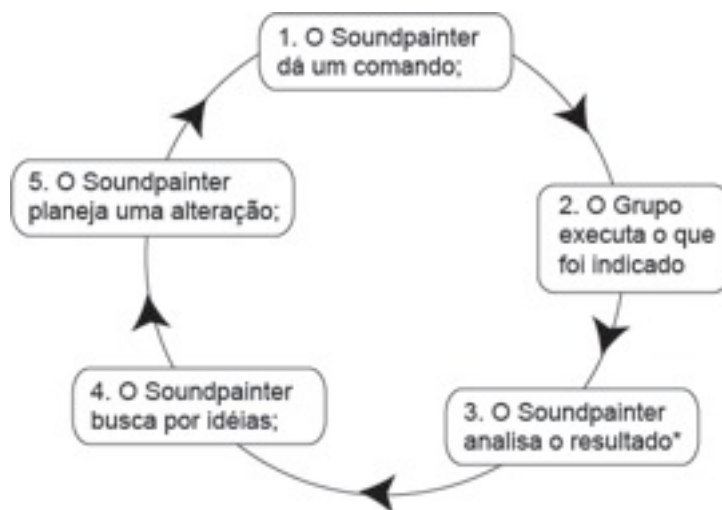 1. O Soundpainter
dá um comando;
2. O Grupo
executa o que
foi indicado
3. O Soundpainter
analisa o resultado*
4. O Soundpainter
busca por idéias;
5. O Soundpainter
planeja uma alteração;